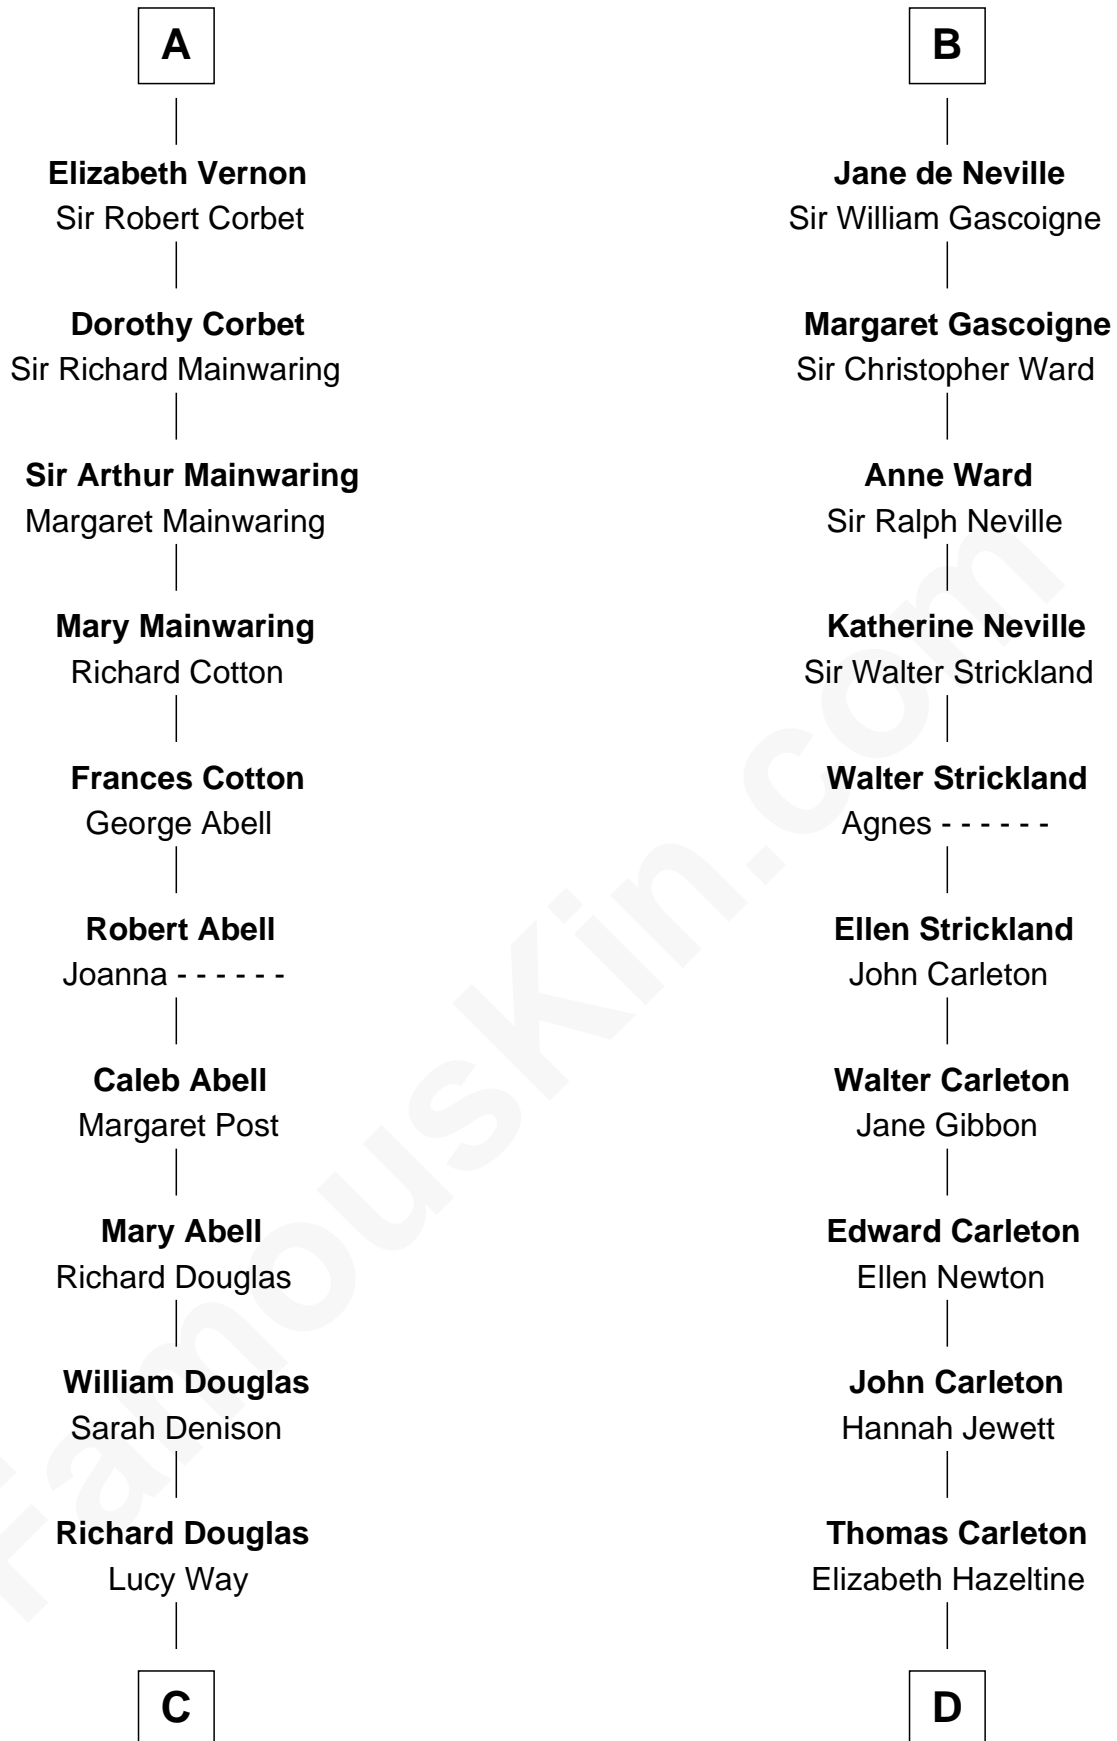 A
Elizabeth Vernon
Sir Robert Corbet
Dorothy Corbet
Sir Richard Mainwaring
Sir Arthur Mainwaring
Margaret Mainwaring
Mary Mainwaring
Richard Cotton
Frances Cotton
George Abell
Robert Abell
Joanna - - - - - -
Caleb Abell
Margaret Post
Mary Abell
Richard Douglas
William Douglas
Sarah Denison
Richard Douglas
Lucy Way
C
B
Jane de Neville
Sir William Gascoigne
Margaret Gascoigne
Sir Christopher Ward
Anne Ward
Sir Ralph Neville
Katherine Neville
Sir Walter Strickland
Walter Strickland
Agnes - - - - - -
Ellen Strickland
John Carleton
Walter Carleton
Jane Gibbon
Edward Carleton
Ellen Newton
John Carleton
Hannah Jewett
Thomas Carleton
Elizabeth Hazeltine
D
FamousKin.com